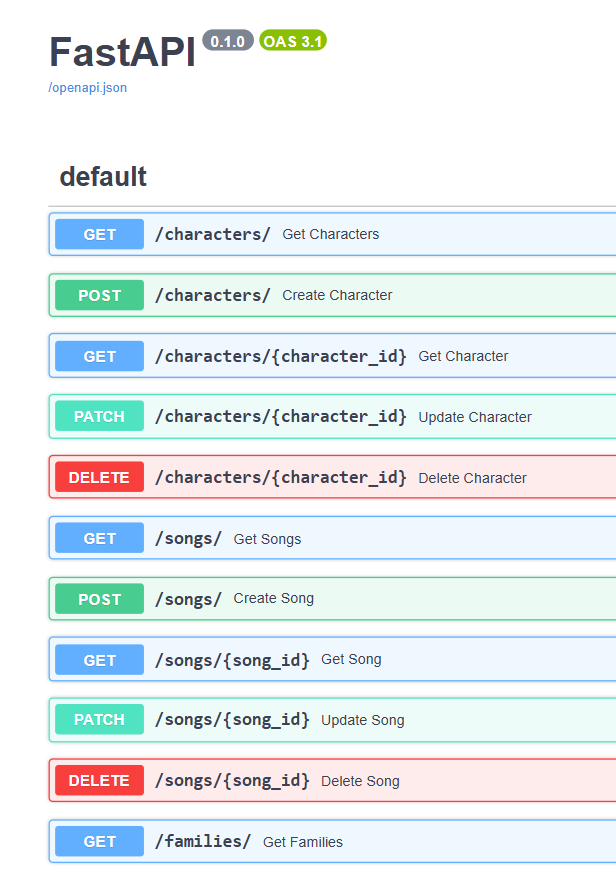 FastAPI 0.1.0 OAS 3.1
/openapi.json
default
GET /characters/ Get Characters
POST /characters/ Create Character
GET /characters/{character_id} Get Character
PATCH /characters/{character_id} Update Character
DELETE /characters/{character_id} Delete Character
GET /songs/ Get Songs
POST /songs/ Create Song
GET /songs/{song_id} Get Song
PATCH /songs/{song_id} Update Song
DELETE /songs/{song_id} Delete Song
GET /families/ Get Families